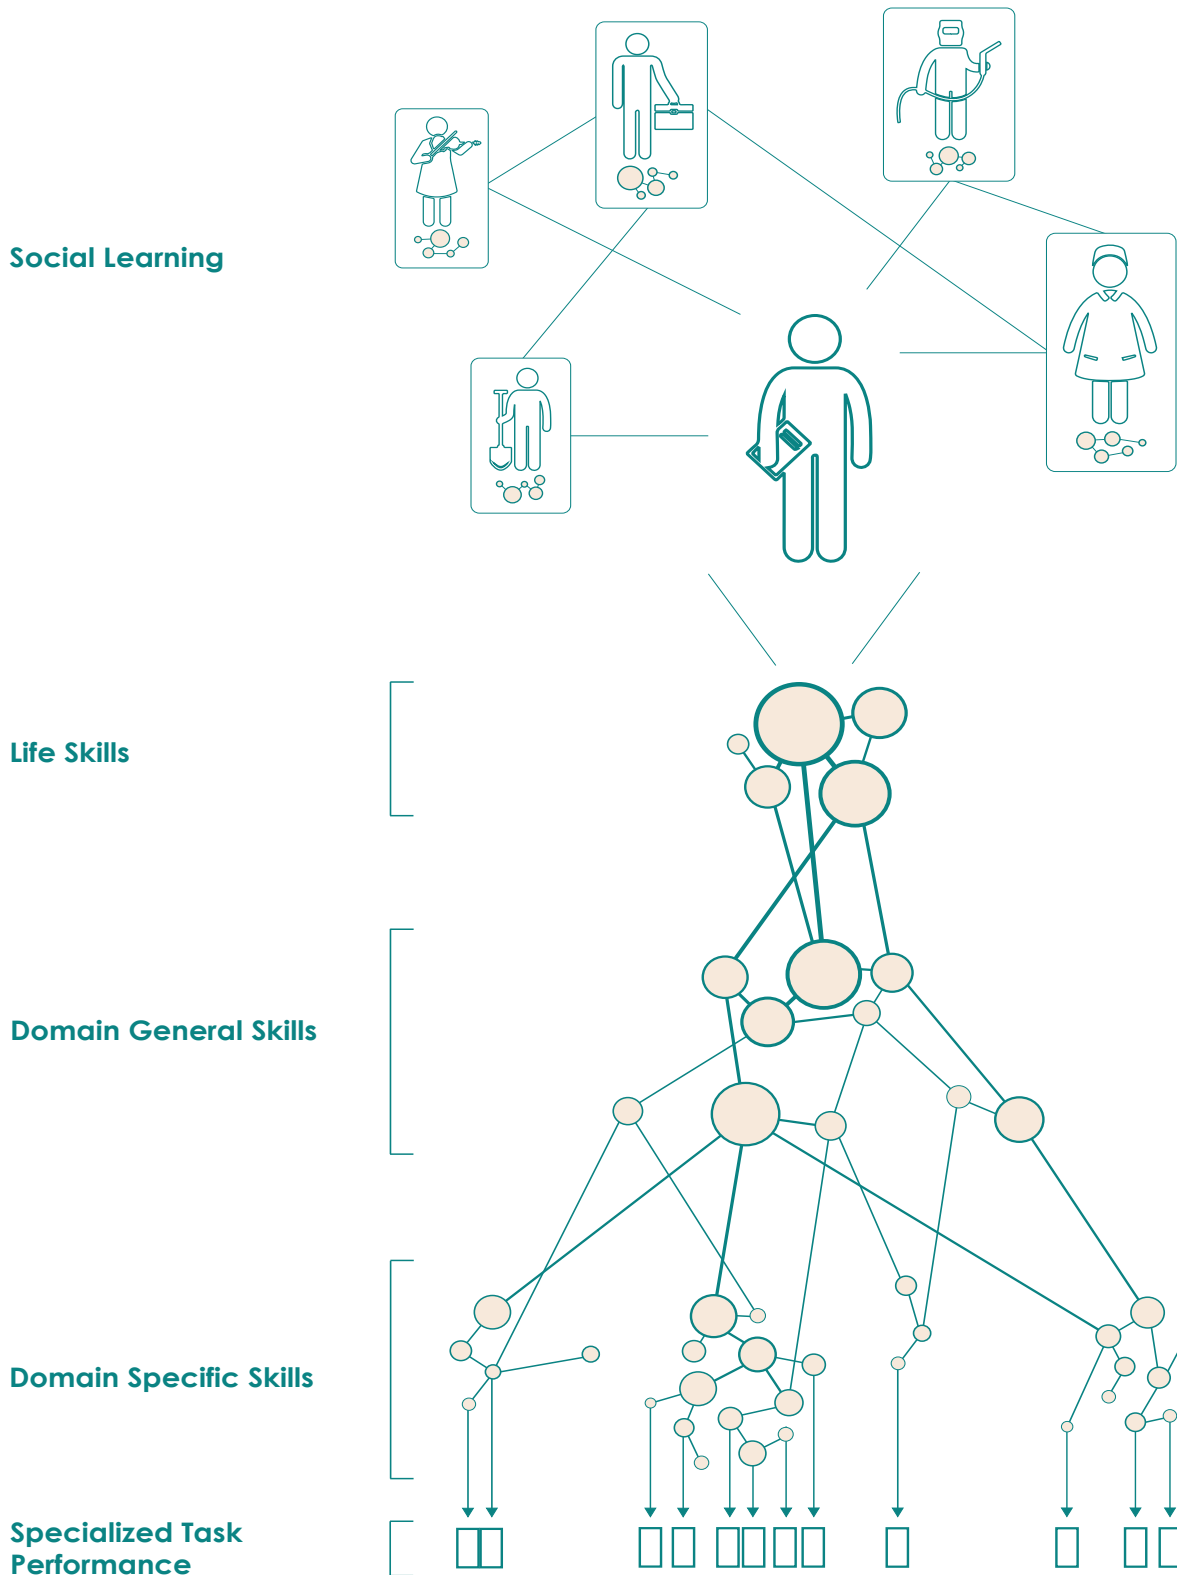 Social Learning
Life Skills
Domain General Skills
Domain Specific Skills
Specialized Task
Performance